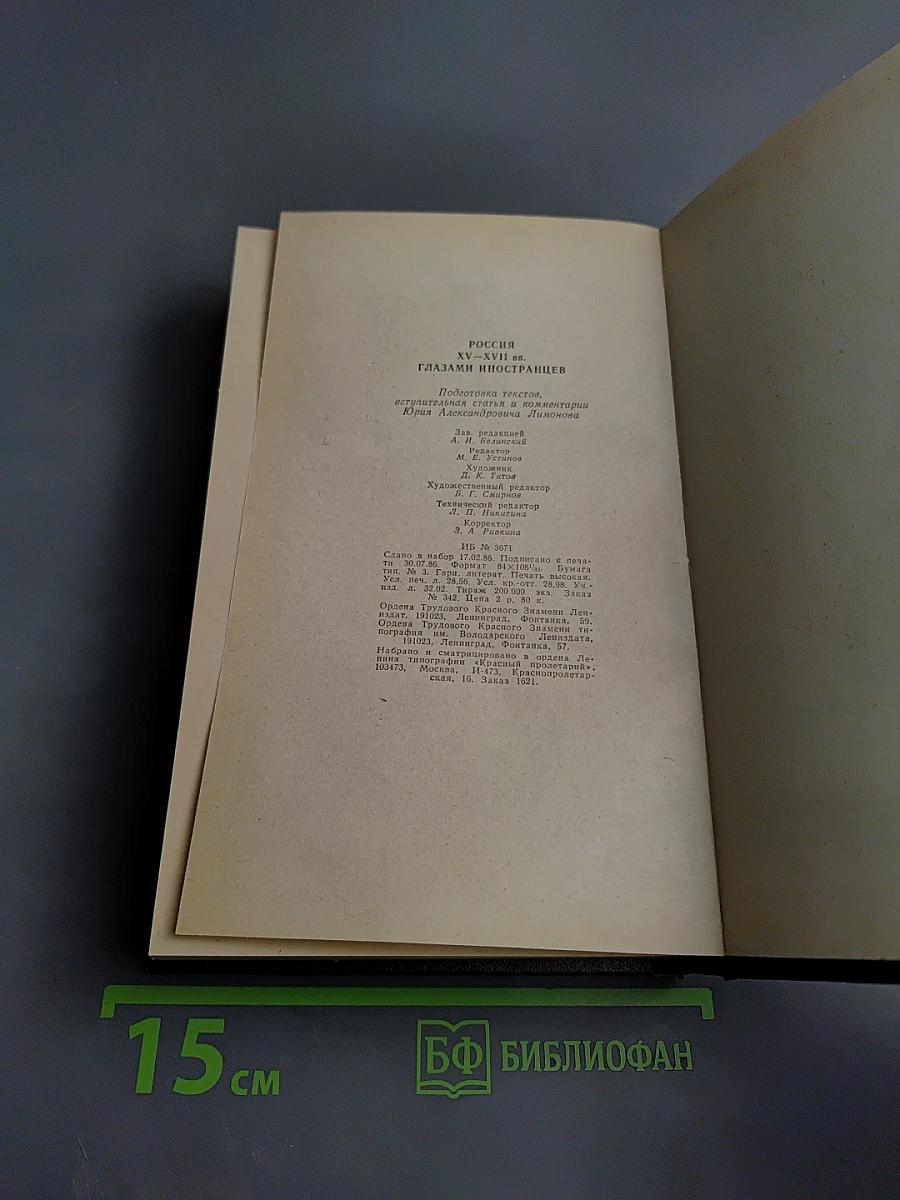 РОССИЯ
XV—XVII вв.
ГЛАЗАМИ ИНОСТРАНЦЕВ
Подготовка текстов,
вступительная статья и комментарии
Юрия Александровича Лимонова
Зав. редакцией
А. И. Белинский
Редактор
М. Е. Устинов
Художник
Д. К. Титов
Художественный редактор
Б. Г. Смирнов
Технический редактор
Л. П. Никитина
Корректор
З. А. Ривкина
ИБ № 3671
Сдано в набор 17.02.86. Подписано к печа-
ти 30.07.86. Формат 84×108¹/₃₂. Бумага
тип. № 3. Гарн. литерат. Печать высокая.
Усл. печ. л. 28,56. Усл. кр.-отт. 28,98. Уч.-
изд. л. 32,02. Тираж 200 000 экз. Заказ
№ 342. Цена 2 р. 80 к.
Ордена Трудового Красного Знамени Лен-
издат, 191023, Ленинград, Фонтанка, 59.
Ордена Трудового Красного Знамени ти-
пография им. Володарского Лениздата,
191023, Ленинград, Фонтанка, 57.
Набрано и сматрицировано в ордена Ле-
нина типографии «Красный пролетарий».
103473, Москва, И-473, Краснопролетар-
ская, 16. Заказ 1621.
15 см
БФ БИБЛИОФАН